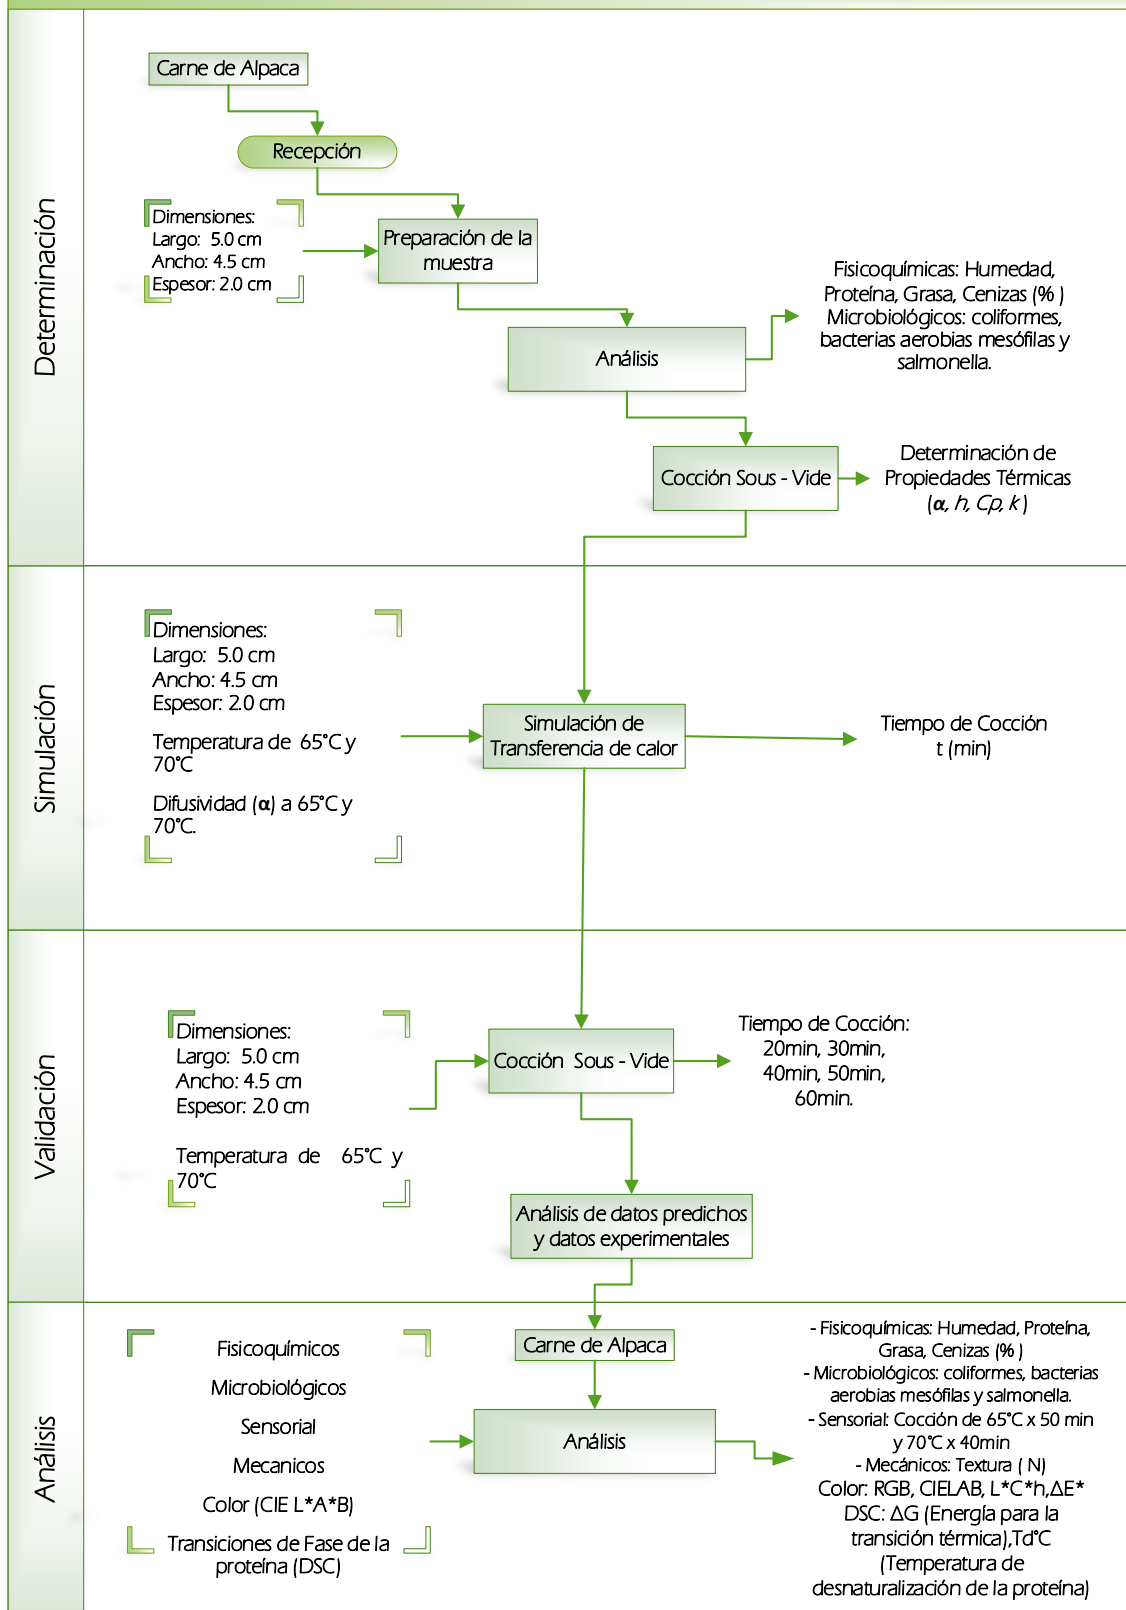 Determinación
Carne de Alpaca
Recepción
Dimensiones:
Largo: 5.0 cm
Ancho: 4.5 cm
Espesor: 2.0 cm
Preparación de la
muestra
Análisis
Fisicoquímicas: Humedad,
Proteína, Grasa, Cenizas (% )
Microbiológicos: coliformes,
bacterias aerobias mesófilas y
salmonella.
Cocción Sous - Vide
Determinación de
Propiedades Térmicas
(α, h, Cp, k )
Simulación
Dimensiones:
Largo: 5.0 cm
Ancho: 4.5 cm
Espesor: 2.0 cm
Temperatura de 65°C y
70°C
Difusividad (α) a 65°C y
70°C.
Simulación de
Transferencia de calor
Tiempo de Cocción
t (min)
Validación
Dimensiones:
Largo: 5.0 cm
Ancho: 4.5 cm
Espesor: 2.0 cm
Temperatura de 65°C y
70°C
Cocción Sous - Vide
Tiempo de Cocción:
20min, 30min,
40min, 50min,
60min.
Análisis de datos predichos
y datos experimentales
Análisis
Fisicoquímicos
Microbiológicos
Sensorial
Mecanicos
Color (CIE L*A*B)
Transiciones de Fase de la
proteína (DSC)
Carne de Alpaca
Análisis
- Fisicoquímicas: Humedad, Proteína,
Grasa, Cenizas (% )
- Microbiológicos: coliformes, bacterias
aerobias mesófilas y salmonella.
- Sensorial: Cocción de 65°C x 50 min
y 70°C x 40min
- Mecánicos: Textura ( N)
Color: RGB, CIELAB, L*C*h,ΔE*
DSC: ΔG (Energía para la
transición térmica),Td°C
(Temperatura de
desnaturalización de la proteína)